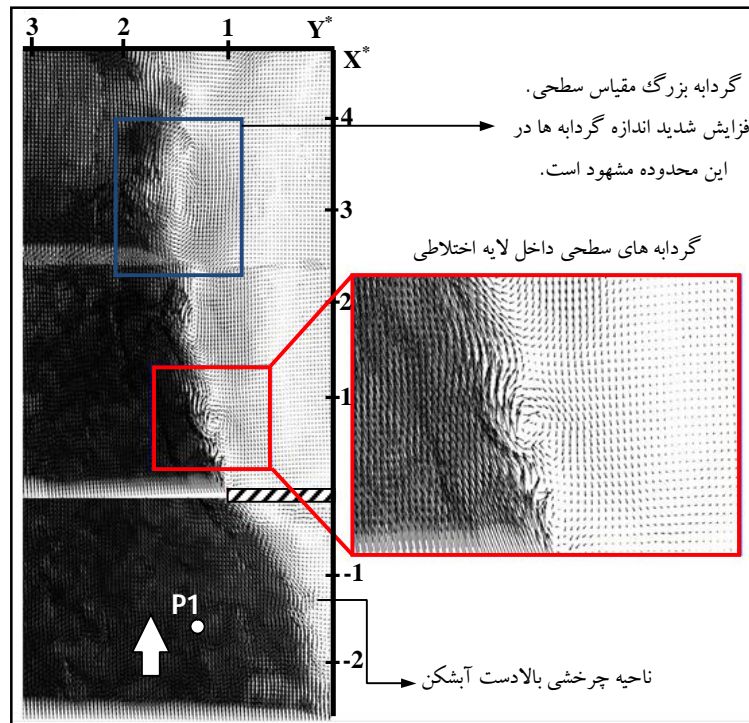 3
2
1
Y*
X*
4
3
2
1
-1
-2
P1
گردابه بزرگ مقیاس سطحی.
فزایش شدید اندازه گردابه ها در
این محدوده مشهود است.
گردابه های سطحی داخل لایه اختلاطی
ناحیه چرخشی بالادست آبشکن